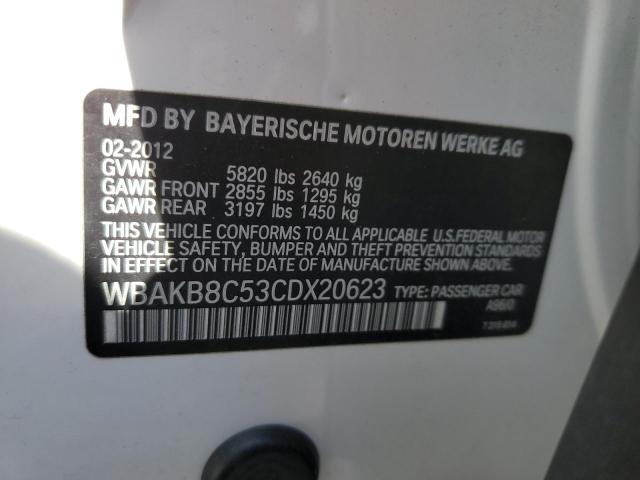 MFD BY BAYERISCHE MOTOREN WERKE AG
02-2012
GVWR 5820 lbs 2640 kg
GAWR FRONT 2855 lbs 1295 kg
GAWR REAR 3197 lbs 1450 kg
THIS VEHICLE CONFORMS TO ALL APPLICABLE U.S.FEDERAL MOTOR
VEHICLE SAFETY, BUMPER AND THEFT PREVENTION STANDARDS
IN EFFECT ON THE DATE OF MANUFACTURE SHOWN ABOVE.
WBAKB8C53CDX20623 TYPE: PASSENGER CAR